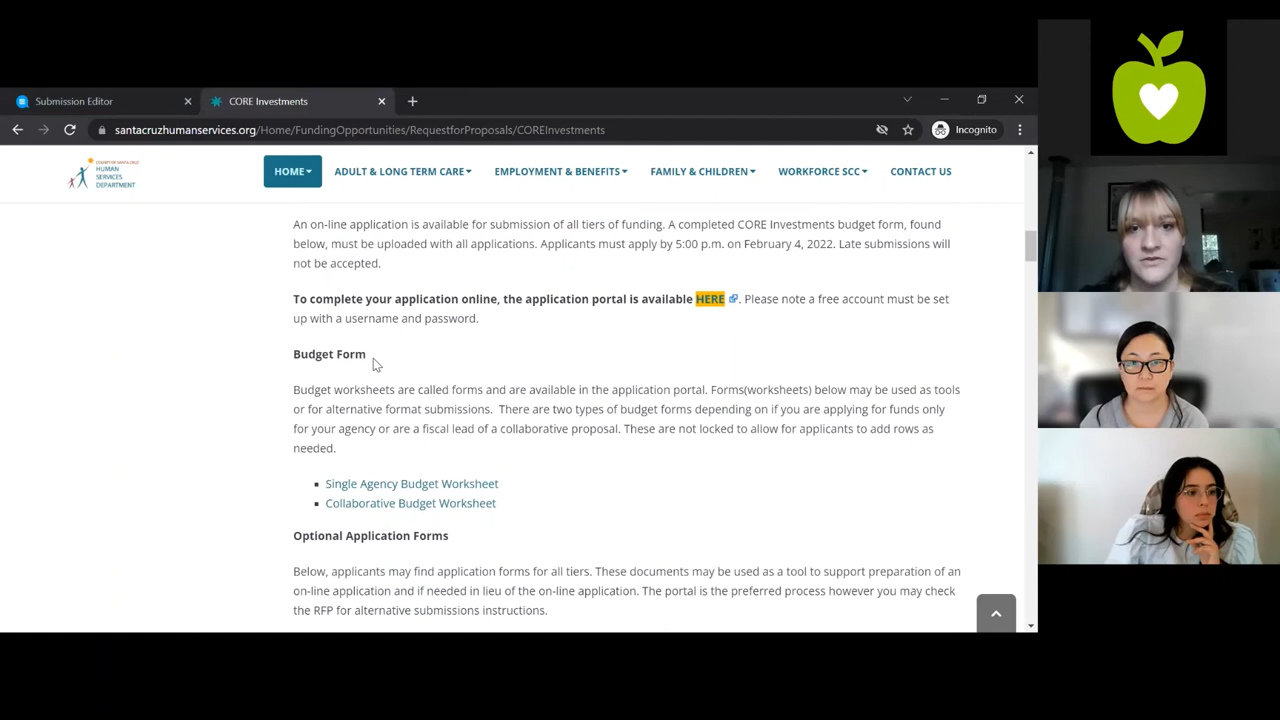 Submission Editor
CORE Investments
santacruzhumanservices.org/Home/FundingOpportunities/RequestforProposals/COREInvestments
Incognito
HUMAN
SERVICES
DEPARTMENT
HOME
ADULT & LONG TERM CARE
EMPLOYMENT & BENEFITS
FAMILY & CHILDREN
WORKFORCE SCC
CONTACT US
An on-line application is available for submission of all tiers of funding. A completed CORE Investments budget form, found
below, must be uploaded with all applications. Applicants must apply by 5:00 p.m. on February 4, 2022. Late submissions will
not be accepted.
To complete your application online, the application portal is available HERE. Please note a free account must be set
up with a username and password.
Budget Form
Budget worksheets are called forms and are available in the application portal. Forms(worksheets) below may be used as tools
or for alternative format submissions. There are two types of budget forms depending on if you are applying for funds only
for your agency or are a fiscal lead of a collaborative proposal. These are not locked to allow for applicants to add rows as
needed.
Single Agency Budget Worksheet
Collaborative Budget Worksheet
Optional Application Forms
Below, applicants may find application forms for all tiers. These documents may be used as a tool to support preparation of an
on-line application and if needed in lieu of the on-line application. The portal is the preferred process however you may check
the RFP for alternative submissions instructions.